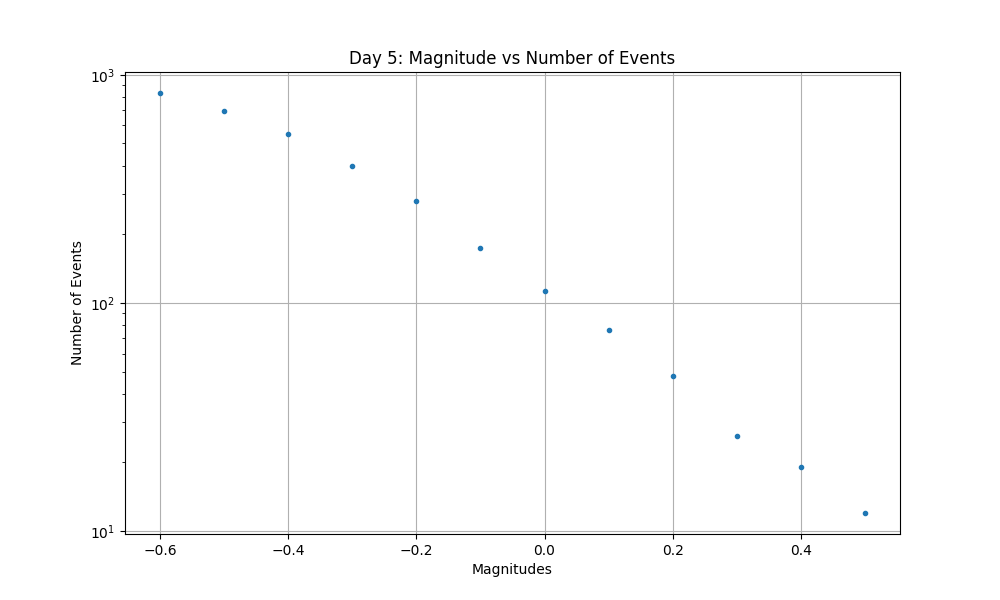 Day 5: Magnitude vs Number of Events
10³
10²
10¹
Number of Events
−0.6 −0.4 −0.2 0.0 0.2 0.4
Magnitudes